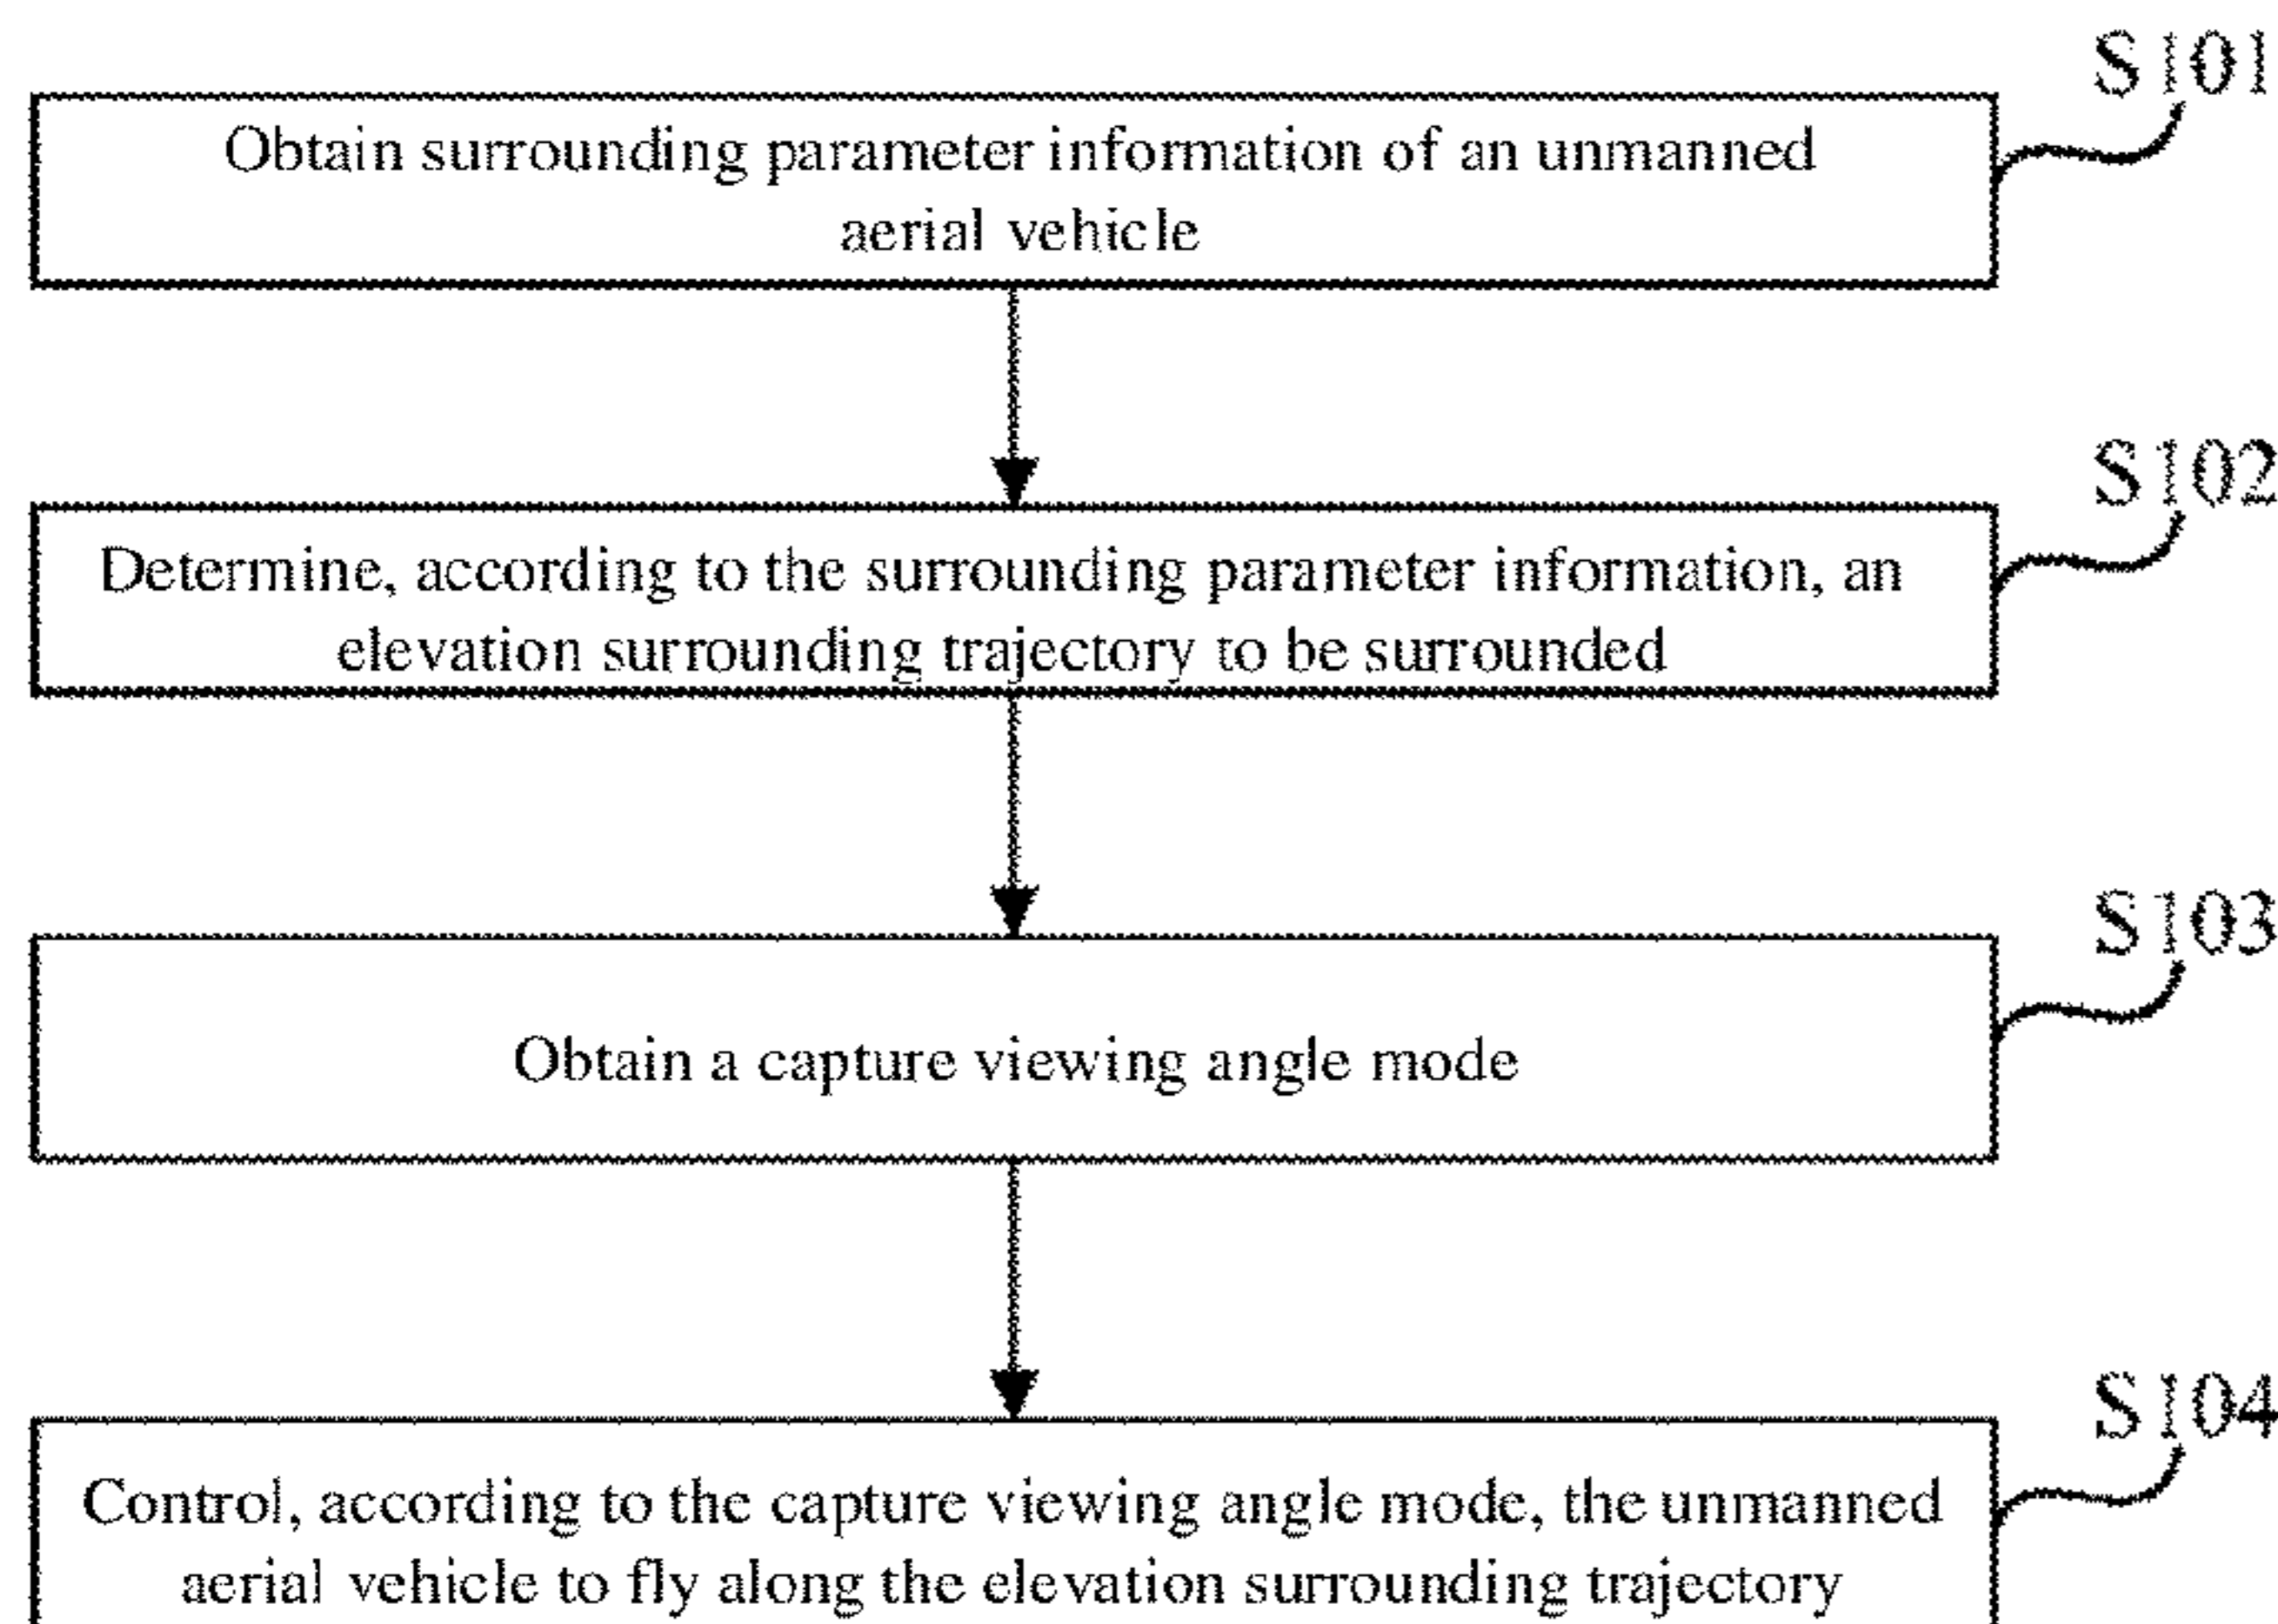 S101
Obtain surrounding parameter information of an unmanned
aerial vehicle
S102
Determine, according to the surrounding parameter information, an
elevation surrounding trajectory to be surrounded
S103
Obtain a capture viewing angle mode
S104
Control, according to the capture viewing angle mode, the unmanned
aerial vehicle to fly along the elevation surrounding trajectory